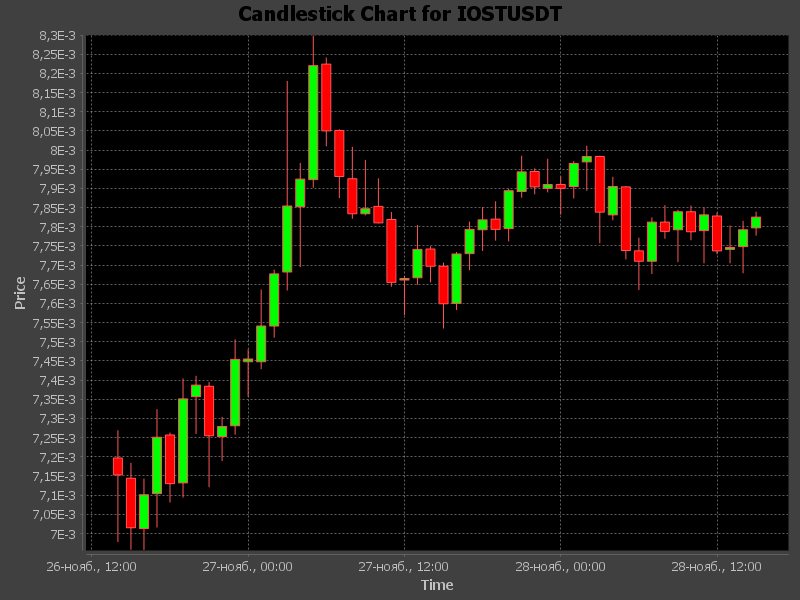 Candlestick Chart for IOSTUSDT
8,3E-3
8,25E-3
8,2E-3
8,15E-3
8,1E-3
8,05E-3
8E-3
7,95E-3
7,9E-3
7,85E-3
7,8E-3
7,75E-3
7,7E-3
7,65E-3
7,6E-3
7,55E-3
7,5E-3
7,45E-3
7,4E-3
7,35E-3
7,3E-3
7,25E-3
7,2E-3
7,15E-3
7,1E-3
7,05E-3
7E-3
Price
26-нояб., 12:00
27-нояб., 00:00
27-нояб., 12:00
28-нояб., 00:00
28-нояб., 12:00
Time